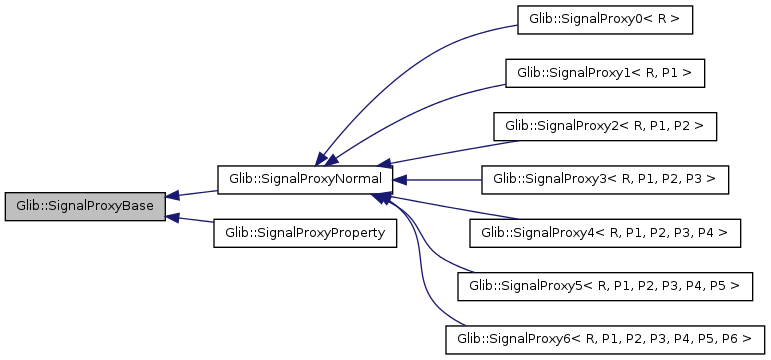 Glib::SignalProxy0< R >
Glib::SignalProxy1< R, P1 >
Glib::SignalProxy2< R, P1, P2 >
Glib::SignalProxyNormal
Glib::SignalProxy3< R, P1, P2, P3 >
Glib::SignalProxyBase
Glib::SignalProxyProperty
Glib::SignalProxy4< R, P1, P2, P3, P4 >
Glib::SignalProxy5< R, P1, P2, P3, P4, P5 >
Glib::SignalProxy6< R, P1, P2, P3, P4, P5, P6 >